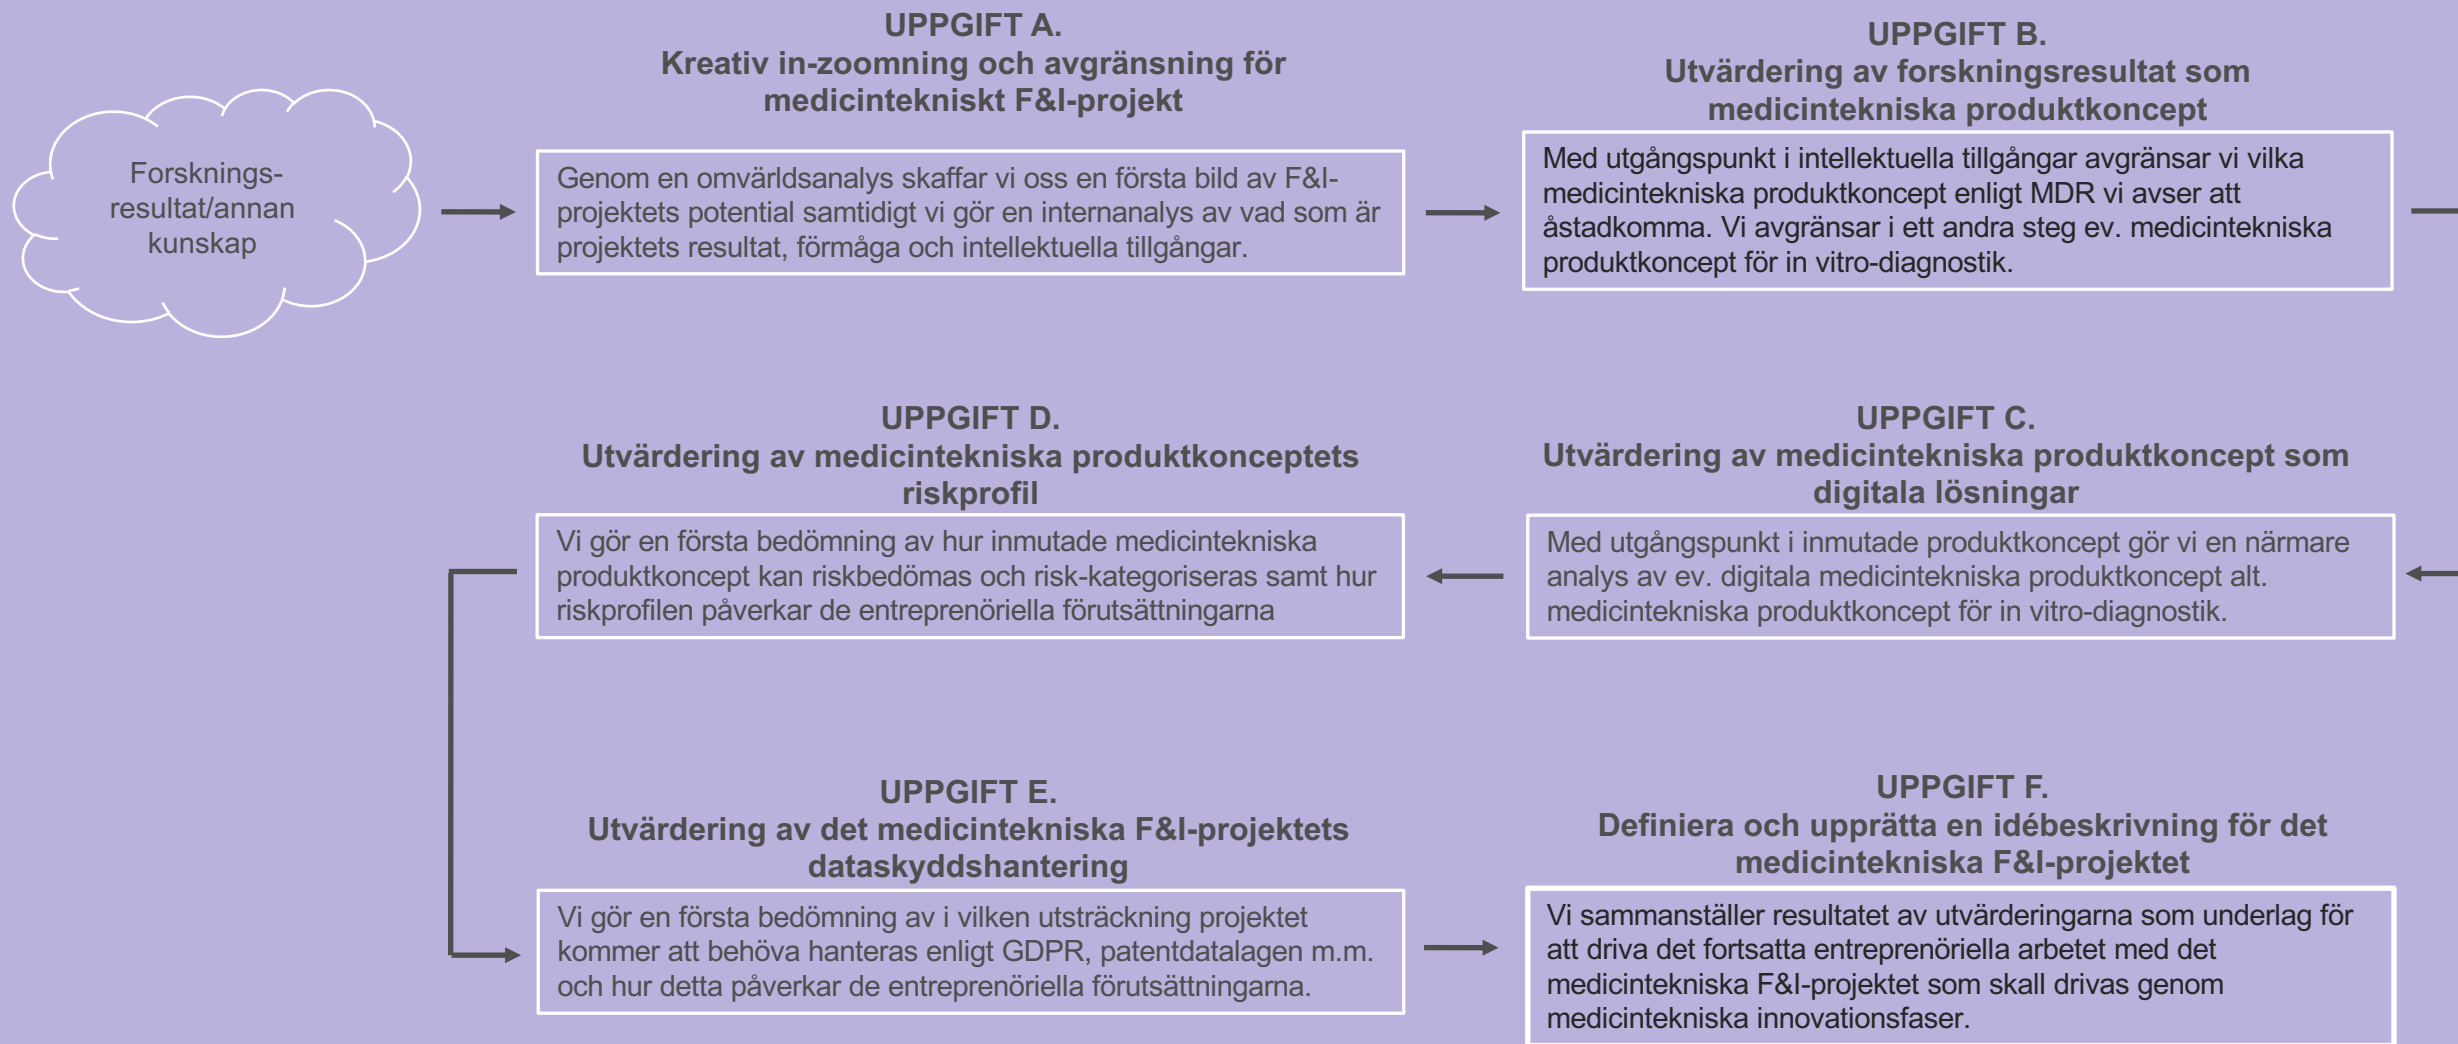 Forsknings-
resultat/annan
kunskap
UPPGIFT A.
Kreativ in-zoomning och avgränsning för
medicintekniskt F&I-projekt
Genom en omvärldsanalys skaffar vi oss en första bild av F&I-
projektets potential samtidigt vi gör en internanalys av vad som är
projektets resultat, förmåga och intellektuella tillgångar.
UPPGIFT B.
Utvärdering av forskningsresultat som
medicintekniska produktkoncept
Med utgångspunkt i intellektuella tillgångar avgränsar vi vilka
medicintekniska produktkoncept enligt MDR vi avser att
åstadkomma. Vi avgränsar i ett andra steg ev. medicintekniska
produktkoncept för in vitro-diagnostik.
UPPGIFT C.
Utvärdering av medicintekniska produktkoncept som
digitala lösningar
Med utgångspunkt i inmutade produktkoncept gör vi en närmare
analys av ev. digitala medicintekniska produktkoncept alt.
medicintekniska produktkoncept för in vitro-diagnostik.
UPPGIFT D.
Utvärdering av medicintekniska produktkonceptets
riskprofil
Vi gör en första bedömning av hur inmutade medicintekniska
produktkoncept kan riskbedömas och risk-kategoriseras samt hur
riskprofilen påverkar de entreprenöriella förutsättningarna
UPPGIFT E.
Utvärdering av det medicintekniska F&I-projektets
dataskyddshantering
Vi gör en första bedömning av i vilken utsträckning projektet
kommer att behöva hanteras enligt GDPR, patentdatalagen m.m.
och hur detta påverkar de entreprenöriella förutsättningarna.
UPPGIFT F.
Definiera och upprätta en idébeskrivning för det
medicintekniska F&I-projektet
Vi sammanställer resultatet av utvärderingarna som underlag för
att driva det fortsatta entreprenöriella arbetet med det
medicintekniska F&I-projektet som skall drivas genom
medicintekniska innovationsfaser.